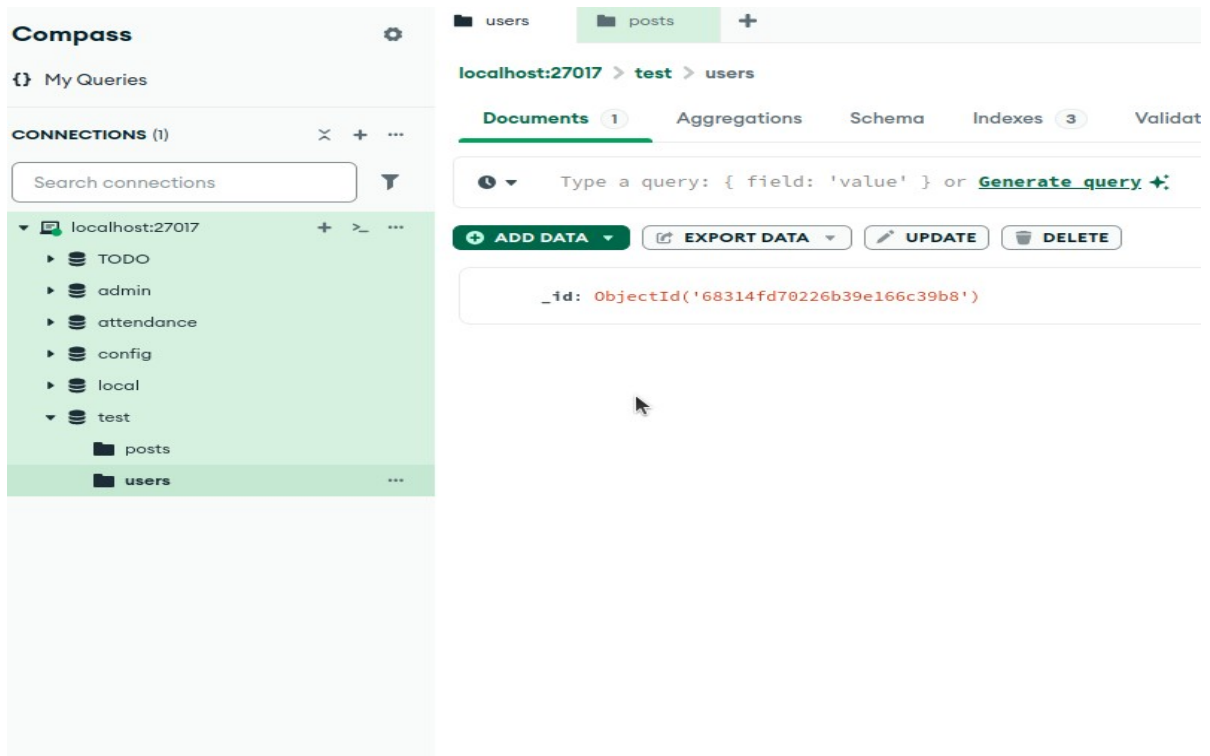 Compass
{} My Queries
CONNECTIONS (1)
Search connections
localhost:27017
TODO
admin
attendance
config
local
test
posts
users
users
posts
localhost:27017 > test > users
Documents 1 Aggregations Schema Indexes 3 Validat
Type a query: { field: 'value' } or Generate query
ADD DATA EXPORT DATA UPDATE DELETE
_id: ObjectId('68314fd70226b39e166c39b8')